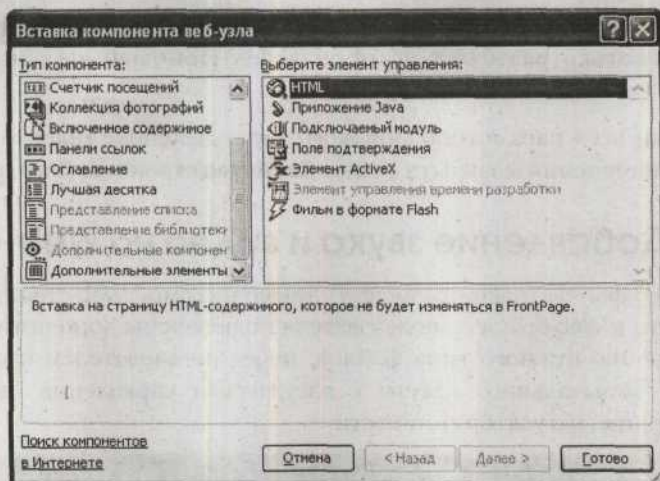 Вставка компонента веб-узла
Тип компонента:
Счетчик посещений
Коллекция фотографий
Включенное содержимое
Панели ссылок
Оглавление
Лучшая десятка
Представление списка
Представление библиотеки
Дополнительные компонен
Дополнительные элементы
Выберите элемент управления:
HTML
Приложение Java
Подключаемый модуль
Поле подтверждения
Элемент ActiveX
Элемент управления времени разработки
Фильм в формате Flash
Вставка на страницу HTML-содержимого, которое не будет изменяться в FrontPage.
Поиск компонентов
в Интернете
Отмена
< Назад
Далее >
Готово